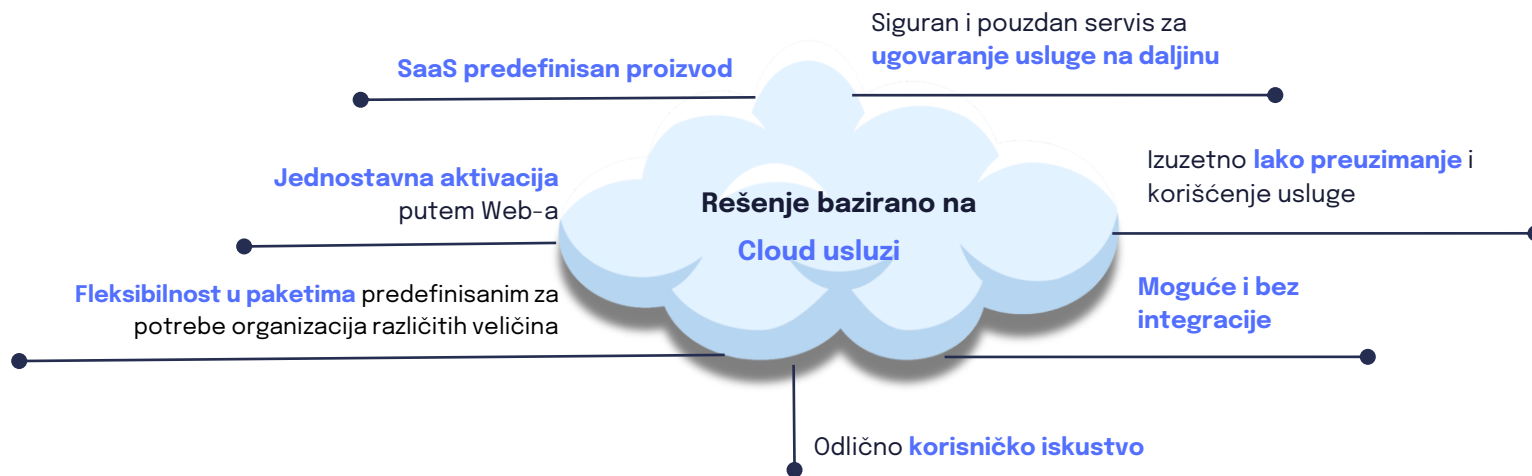 SaaS predefinisan proizvod
Siguran i pouzdan servis za
ugovaranje usluge na daljinu
Jednostavna aktivacija
putem Web-a
Izuzetno lako preuzimanje i
korišćenje usluge
Rešenje bazirano na
Cloud usluzi
Fleksibilnost u paketima predefinisanim za
potrebe organizacija različitih veličina
Moguće i bez
integracije
Odlično korisničko iskustvo